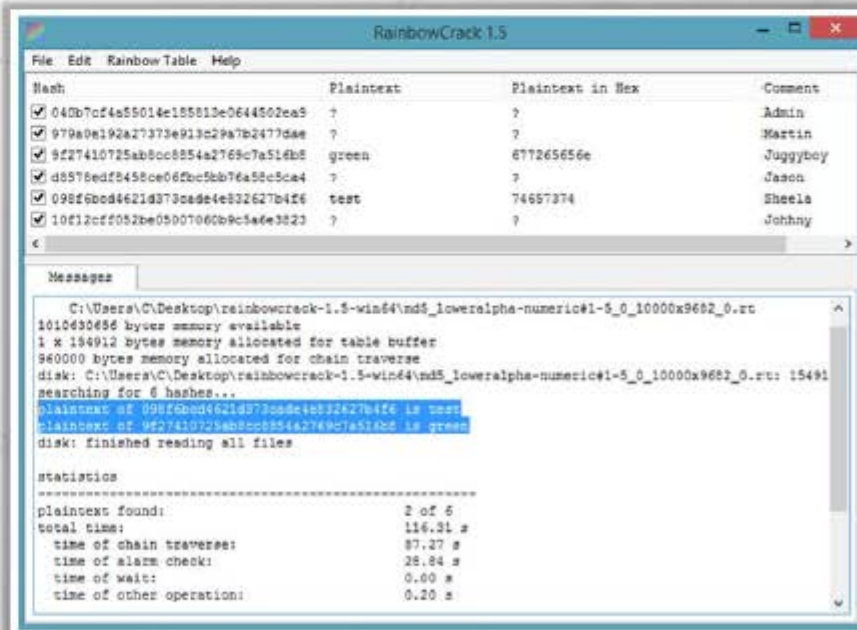 RainbowCrack 1.5
File Edit Rainbow Table Help
Hash Plaintext Plaintext in Hex Comment
040b7cf4a55014e185813e0644502ea9 ? ? Admin
979a9a192a27373e913c29a7b2477dae ? ? Martin
9f27410725ab8cc8854a2769c7a516b8 green 677265656e Juggyboy
d8578edf8458ce06fbc5bb76a58c5ca4 ? ? Jason
098f6bcd4621d373cade4e832627b4f6 test 74657374 Sheela
10f12cff052be05007060b9c5a6e3823 ? ? Johhny
Messages
C:\Users\C\Desktop\rainbowcrack-1.5-win64\md5_loweralpha-numeric#1-5_0_10000x9682_0.rt
1010630656 bytes memory available
1 x 154912 bytes memory allocated for table buffer
960000 bytes memory allocated for chain traverse
disk: C:\Users\C\Desktop\rainbowcrack-1.5-win64\md5_loweralpha-numeric#1-5_0_10000x9682_0.rt: 15491
searching for 6 hashes...
plaintext of 098f6bcd4621d373cade4e832627b4f6 is test
plaintext of 9f27410725ab8cc8854a2769c7a516b8 is green
disk: finished reading all files
statistics
-------------------------------------------------------
plaintext found: 2 of 6
total time: 116.31 s
time of chain traverse: 87.27 s
time of alarm check: 28.84 s
time of wait: 0.00 s
time of other operation: 0.20 s